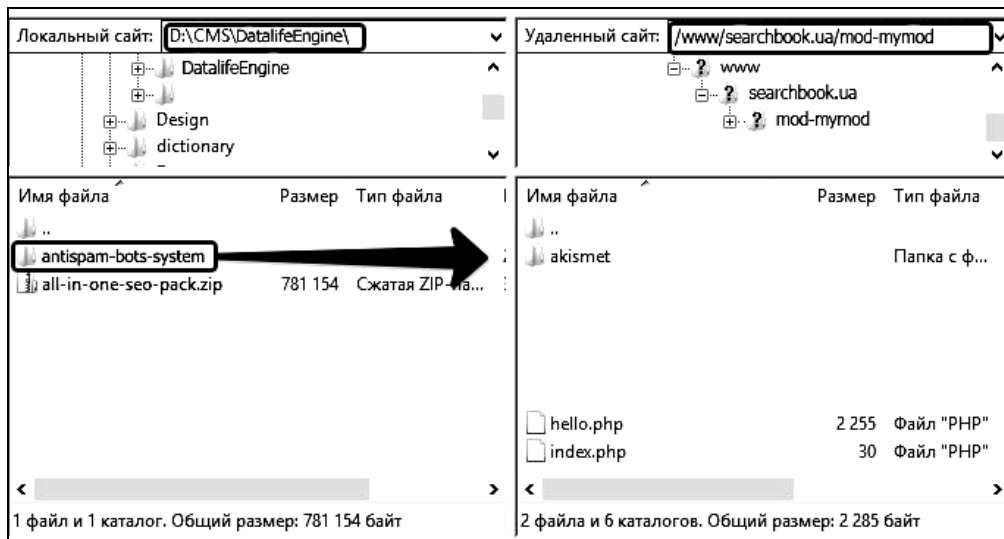 Локальный сайт: D:\CMS\DatalifeEngine\
DatalifeEngine
Design
dictionary
Имя файла Размер Тип файла
..
antispam-bots-system
all-in-one-seo-pack.zip 781 154 Сжатая
1 файл и 1 каталог. Общий размер: 781 154 байт
Удаленный сайт: /www/searchbook.ua/mod-mymod
? www
? searchbook.ua
? mod-mymod
Имя файла Размер Тип файла
..
akismet Папка с ф...
hello.php 2 255 Файл "PHP"
index.php 30 Файл "PHP"
2 файла и 6 каталогов. Общий размер: 2 285 байт